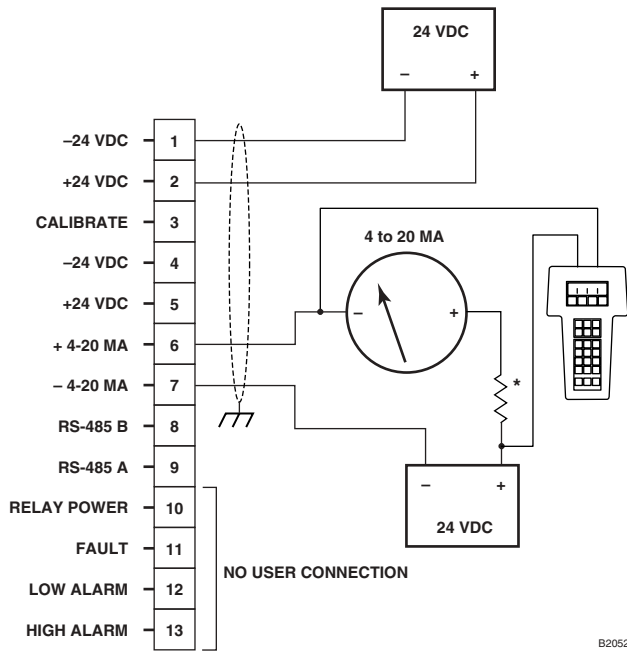 24 VDC
– +
–24 VDC 1
+24 VDC 2
CALIBRATE 3
–24 VDC 4
+24 VDC 5
+ 4-20 MA 6
– 4-20 MA 7
RS-485 B 8
RS-485 A 9
RELAY POWER 10
FAULT 11
LOW ALARM 12
HIGH ALARM 13
4 to 20 MA
– +
*
– +
24 VDC
NO USER CONNECTION
B2052